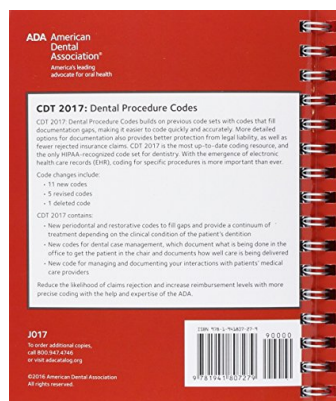 ADA American
Dental
Association®
America's leading
advocate for oral health
CDT 2017: Dental Procedure Codes
CDT 2017: Dental Procedure Codes builds on previous code sets with codes that fill
documentation gaps, making it easier to code quickly and accurately. More detailed
options for documentation also provides better protection from legal liability, as well as
fewer rejected insurance claims. CDT 2017 is the most up-to-date coding resource, and
the only HIPAA-recognized code set for dentistry. With the emergence of electronic
health care records (EHR), coding for specific procedures is more important than ever.
Code changes include:
• 11 new codes
• 5 revised codes
• 1 deleted code
CDT 2017 contains:
• New periodontal and restorative codes to fill gaps and provide a continuum of
treatment depending on the clinical condition of the patient's dentition
• New codes for dental case management, which document what is being done in the
office to get the patient in the chair and documents how well care is being delivered
• New code for managing and documenting your interactions with patients' medical
care providers
Reduce the likelihood of claims rejection and increase reimbursement levels with more
precise coding with the help and expertise of the ADA.
J017
To order additional copies,
call 800.947.4746
or visit adacatalog.org
©2016 American Dental Association
All rights reserved.
ISBN 978-1-941807-27-9
90000
9 781941 807279